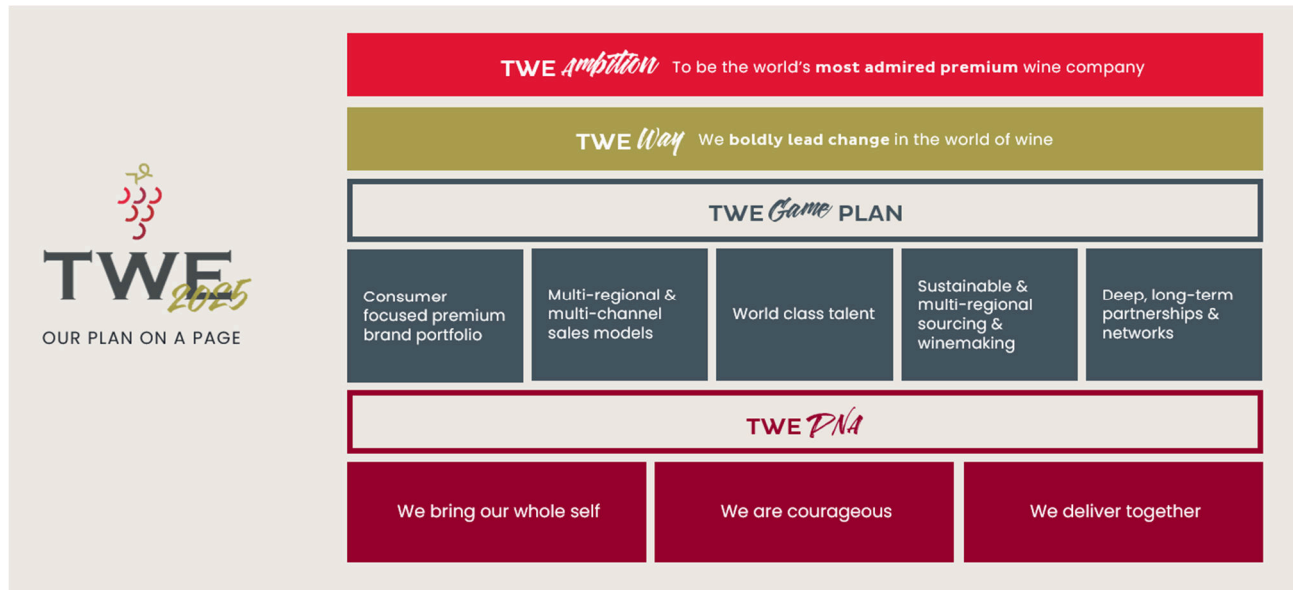 TWE Ambition To be the world's most admired premium wine company
TWE Way We boldly lead change in the world of wine
TWE Game PLAN
TWE
2025
OUR PLAN ON A PAGE
Consumer
focused premium
brand portfolio
Multi-regional &
multi-channel
sales models
World class talent
Sustainable &
multi-regional
sourcing &
winemaking
Deep, long-term
partnerships &
networks
TWE DNA
We bring our whole self
We are courageous
We deliver together